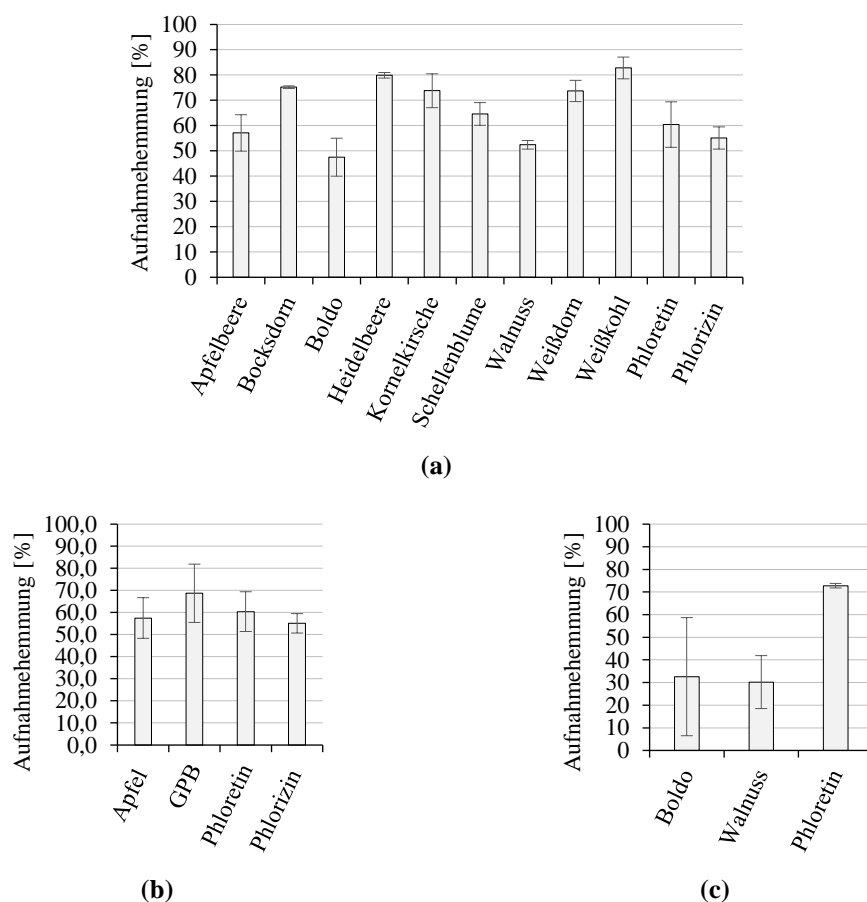 Aufnahmehemmung [%]
100
90
80
70
60
50
40
30
20
10
0
Apfelbeere
Bocksdorn
Boldo
Heidelbeere
Kornelkirsche
Schellenblume
Walnuss
Weißdorn
Weißkohl
Phloretin
Phlorizin
(a)
Aufnahmehemmung [%]
100,0
90,0
80,0
70,0
60,0
50,0
40,0
30,0
20,0
10,0
0,0
Apfel
GPB
Phloretin
Phlorizin
(b)
Aufnahmehemmung [%]
100
90
80
70
60
50
40
30
20
10
0
Boldo
Walnuss
Phloretin
(c)